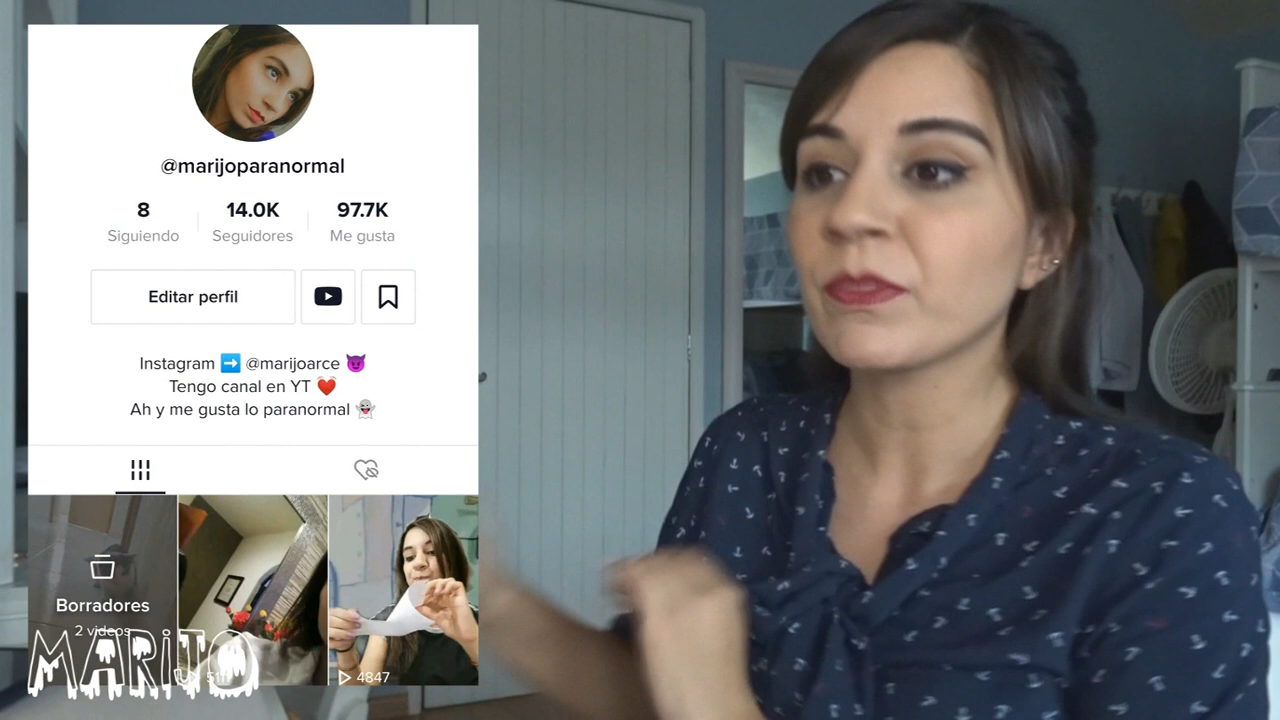 @marijoparanormal
8 14.0K 97.7K
Siguiendo Seguidores Me gusta
Editar perfil
Instagram ➡️ @marijoarce 😈
Tengo canal en YT ❤️
Ah y me gusta lo paranormal 👻
Borradores
2 videos
MARiJO
4847